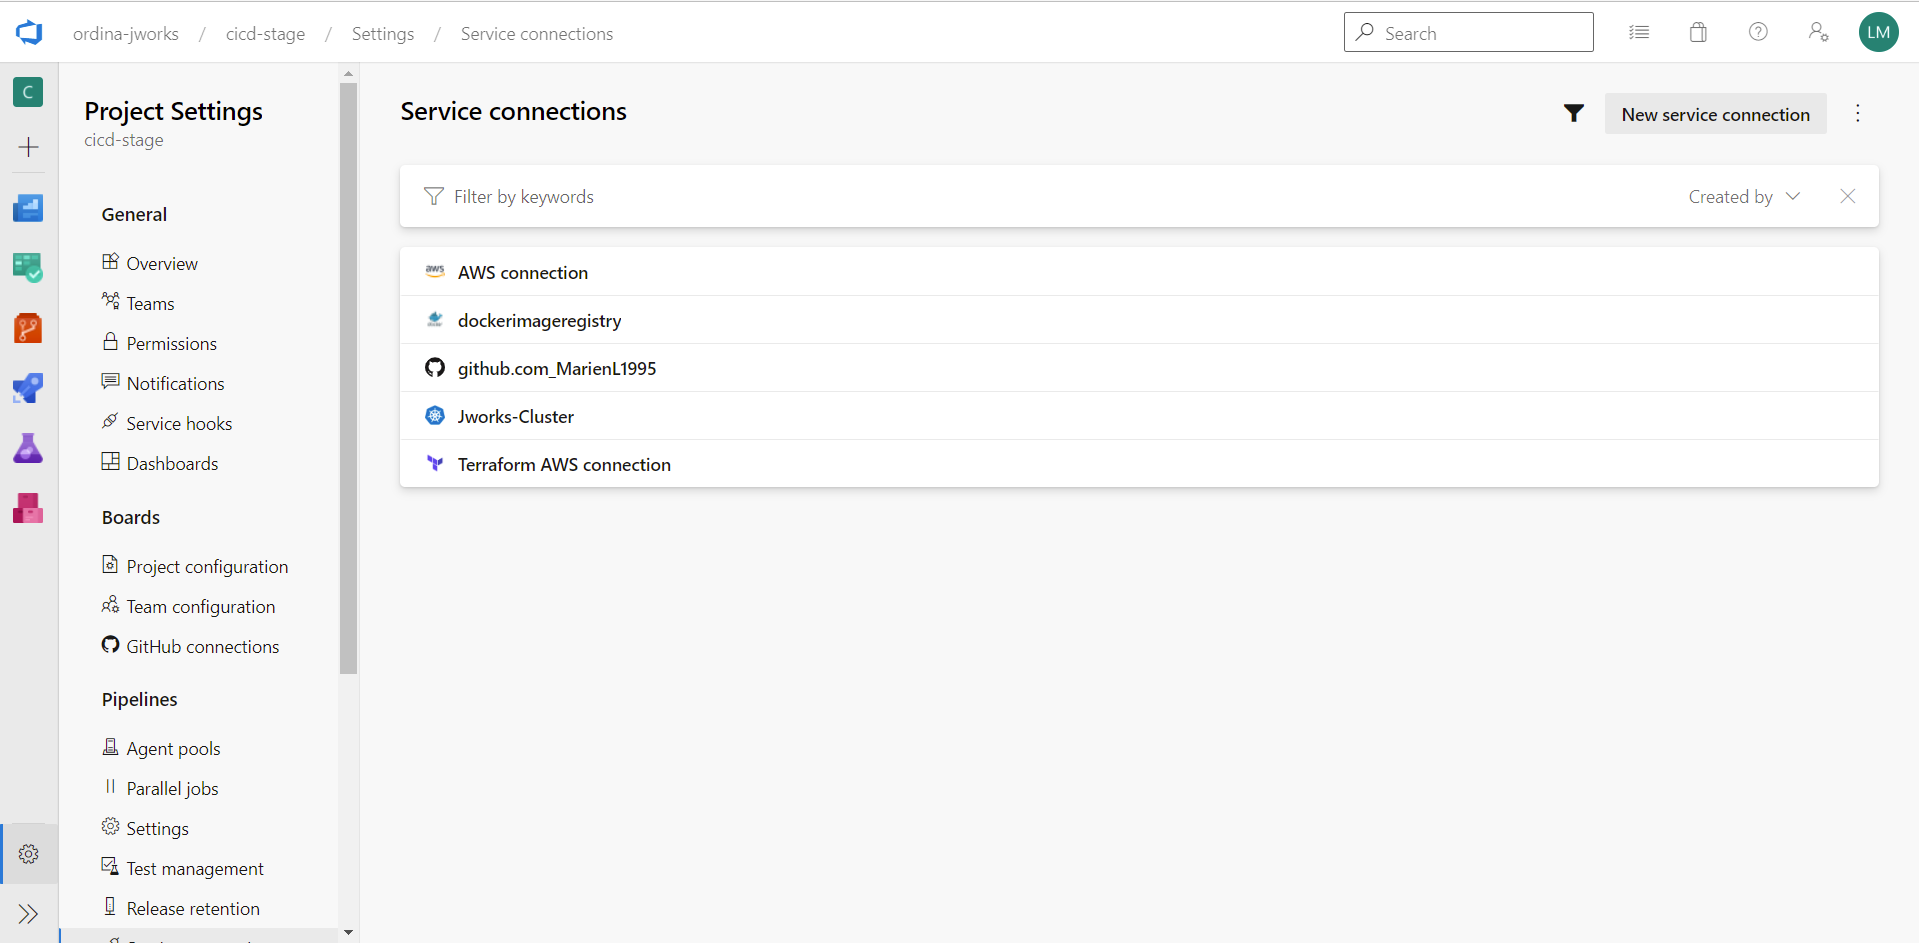 ordina-jworks / cicd-stage / Settings / Service connections
Search
LM
C
Project Settings
cicd-stage
General
Overview
Teams
Permissions
Notifications
Service hooks
Dashboards
Boards
Project configuration
Team configuration
GitHub connections
Pipelines
Agent pools
Parallel jobs
Settings
Test management
Release retention
Service connections
New service connection
Filter by keywords
Created by
aws AWS connection
dockerimageregistry
github.com_MarienL1995
Jworks-Cluster
Terraform AWS connection